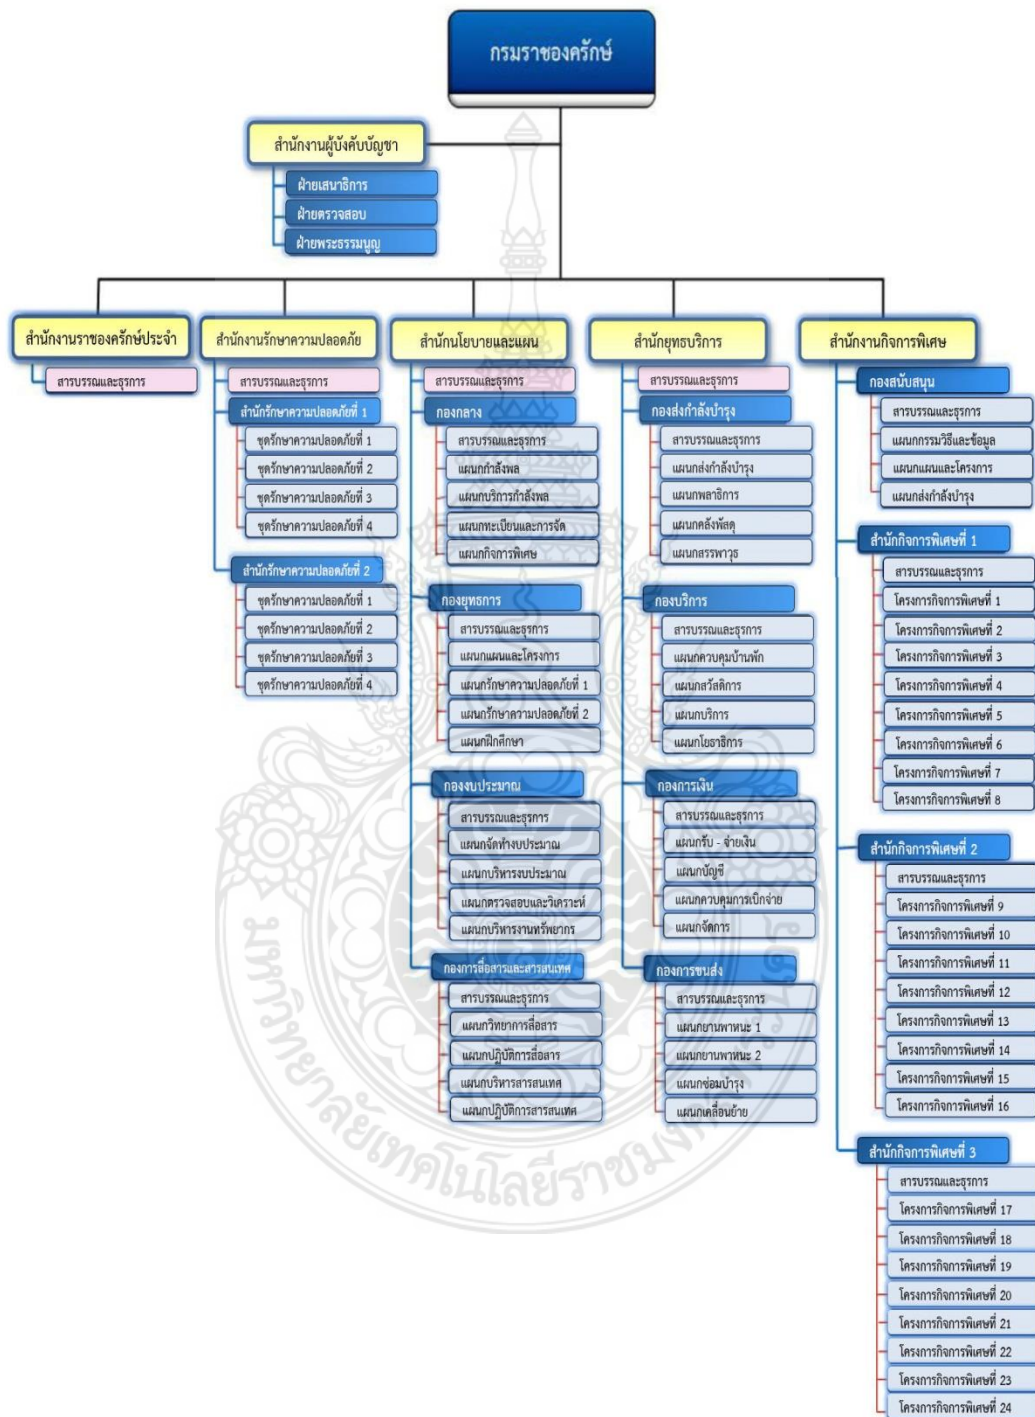 กรมราชองครักษ์
สำนักงานผู้บังคับบัญชา
ฝ่ายเสนาธิการ
ฝ่ายตรวจสอบ
ฝ่ายพระธรรมนูญ
สำนักงานราชองครักษ์ประจำ
สารบรรณและธุรการ
สำนักงานรักษาความปลอดภัย
สารบรรณและธุรการ
สำนักรักษาความปลอดภัยที่ 1
ชุดรักษาความปลอดภัยที่ 1
ชุดรักษาความปลอดภัยที่ 2
ชุดรักษาความปลอดภัยที่ 3
ชุดรักษาความปลอดภัยที่ 4
สำนักรักษาความปลอดภัยที่ 2
ชุดรักษาความปลอดภัยที่ 1
ชุดรักษาความปลอดภัยที่ 2
ชุดรักษาความปลอดภัยที่ 3
ชุดรักษาความปลอดภัยที่ 4
สำนักนโยบายและแผน
สารบรรณและธุรการ
กองกลาง
สารบรรณและธุรการ
แผนกกำลังพล
แผนกบริการกำลังพล
แผนกทะเบียนและการจัด
แผนกกิจการพิเศษ
กองยุทธการ
สารบรรณและธุรการ
แผนกแผนและโครงการ
แผนกรักษาความปลอดภัยที่ 1
แผนกรักษาความปลอดภัยที่ 2
แผนกฝึกศึกษา
กองงบประมาณ
สารบรรณและธุรการ
แผนกจัดทำงบประมาณ
แผนกบริหารงบประมาณ
แผนกตรวจสอบและวิเคราะห์
แผนกบริหารงานทรัพยากร
กองการสื่อสารและสารสนเทศ
สารบรรณและธุรการ
แผนกวิทยาการสื่อสาร
แผนกปฏิบัติการสื่อสาร
แผนกบริหารสารสนเทศ
แผนกปฏิบัติการสารสนเทศ
สำนักยุทธบริการ
สารบรรณและธุรการ
กองส่งกำลังบำรุง
สารบรรณและธุรการ
แผนกส่งกำลังบำรุง
แผนกพลาธิการ
แผนกคลังพัสดุ
แผนกสรรพาวุธ
กองบริการ
สารบรรณและธุรการ
แผนกควบคุมบ้านพัก
แผนกสวัสดิการ
แผนกบริการ
แผนกโยธาธิการ
กองการเงิน
สารบรรณและธุรการ
แผนกรับ - จ่ายเงิน
แผนกบัญชี
แผนกควบคุมการเบิกจ่าย
แผนกจัดการ
กองการขนส่ง
สารบรรณและธุรการ
แผนกยานพาหนะ 1
แผนกยานพาหนะ 2
แผนกซ่อมบำรุง
แผนกเคลื่อนย้าย
สำนักงานกิจการพิเศษ
กองสนับสนุน
สารบรรณและธุรการ
แผนกกรรมวิธีและข้อมูล
แผนกแผนและโครงการ
แผนกส่งกำลังบำรุง
สำนักกิจการพิเศษที่ 1
สารบรรณและธุรการ
โครงการกิจการพิเศษที่ 1
โครงการกิจการพิเศษที่ 2
โครงการกิจการพิเศษที่ 3
โครงการกิจการพิเศษที่ 4
โครงการกิจการพิเศษที่ 5
โครงการกิจการพิเศษที่ 6
โครงการกิจการพิเศษที่ 7
โครงการกิจการพิเศษที่ 8
สำนักกิจการพิเศษที่ 2
สารบรรณและธุรการ
โครงการกิจการพิเศษที่ 9
โครงการกิจการพิเศษที่ 10
โครงการกิจการพิเศษที่ 11
โครงการกิจการพิเศษที่ 12
โครงการกิจการพิเศษที่ 13
โครงการกิจการพิเศษที่ 14
โครงการกิจการพิเศษที่ 15
โครงการกิจการพิเศษที่ 16
สำนักกิจการพิเศษที่ 3
สารบรรณและธุรการ
โครงการกิจการพิเศษที่ 17
โครงการกิจการพิเศษที่ 18
โครงการกิจการพิเศษที่ 19
โครงการกิจการพิเศษที่ 20
โครงการกิจการพิเศษที่ 21
โครงการกิจการพิเศษที่ 22
โครงการกิจการพิเศษที่ 23
โครงการกิจการพิเศษที่ 24